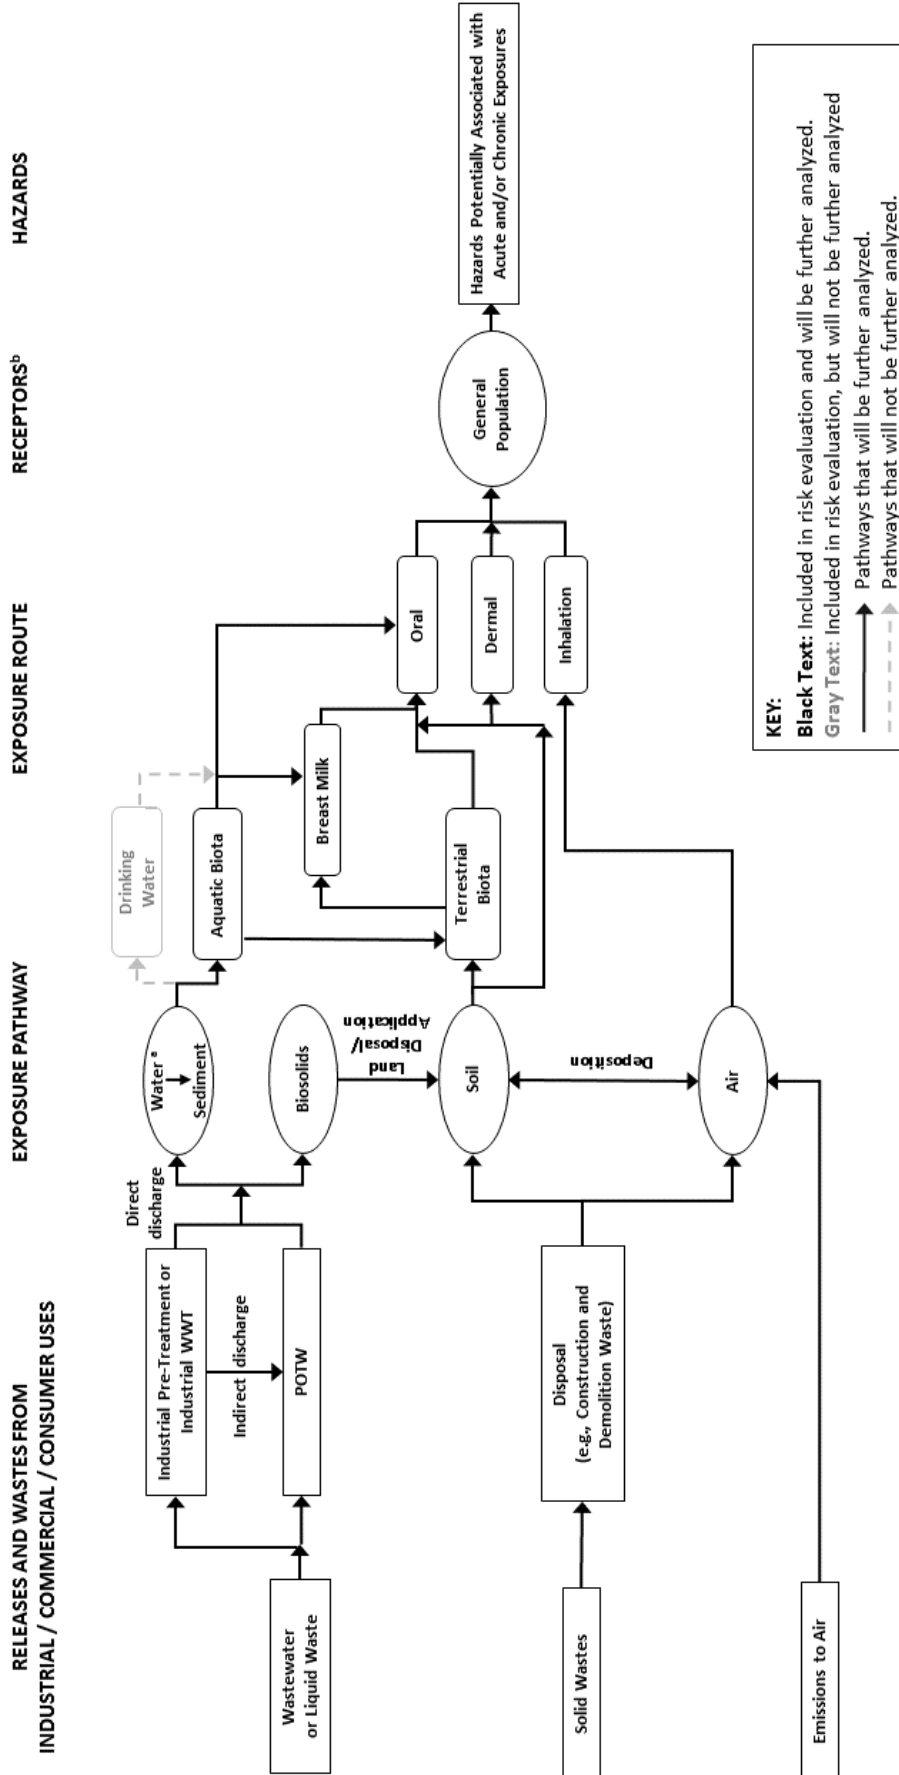 RELEASES AND WASTES FROM
INDUSTRIAL / COMMERCIAL / CONSUMER USES
EXPOSURE PATHWAY
EXPOSURE ROUTE
RECEPTORSᵇ
HAZARDS
Wastewater
or Liquid Waste
Industrial Pre-Treatment or
Industrial WWT
Indirect discharge
POTW
Direct
discharge
Water ᵃ
Sediment
Biosolids
Drinking
Water
Aquatic Biota
Breast Milk
Land
Disposal/
Application
Solid Wastes
Disposal
(e.g., Construction and
Demolition Waste)
Soil
Terrestrial
Biota
Deposition
Emissions to Air
Air
Oral
Dermal
Inhalation
General
Population
Hazards Potentially Associated with
Acute and/or Chronic Exposures
KEY:
Black Text: Included in risk evaluation and will be further analyzed.
Gray Text: Included in risk evaluation, but will not be further analyzed
Pathways that will be further analyzed.
Pathways that will not be further analyzed.